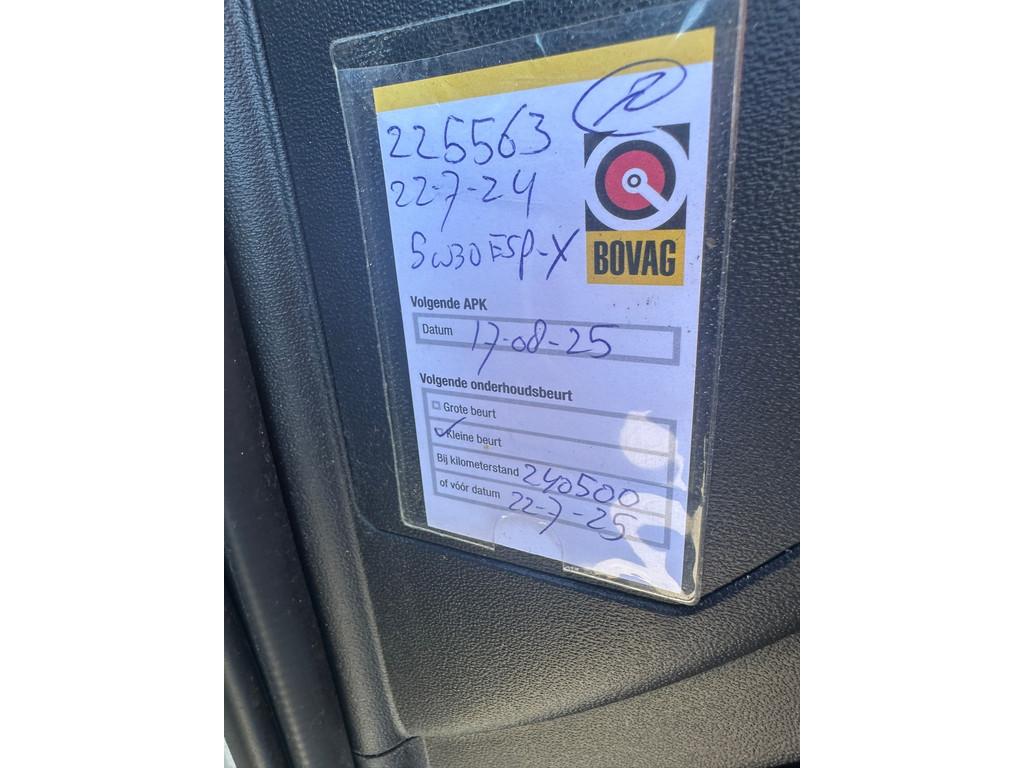 225563
22-7-24
5W30 ESP-X
BOVAG
Volgende APK
Datum 17-08-25
Volgende onderhoudsbeurt
Grote beurt
Kleine beurt
Bij kilometerstand 240500
of vóór datum 22-7-25